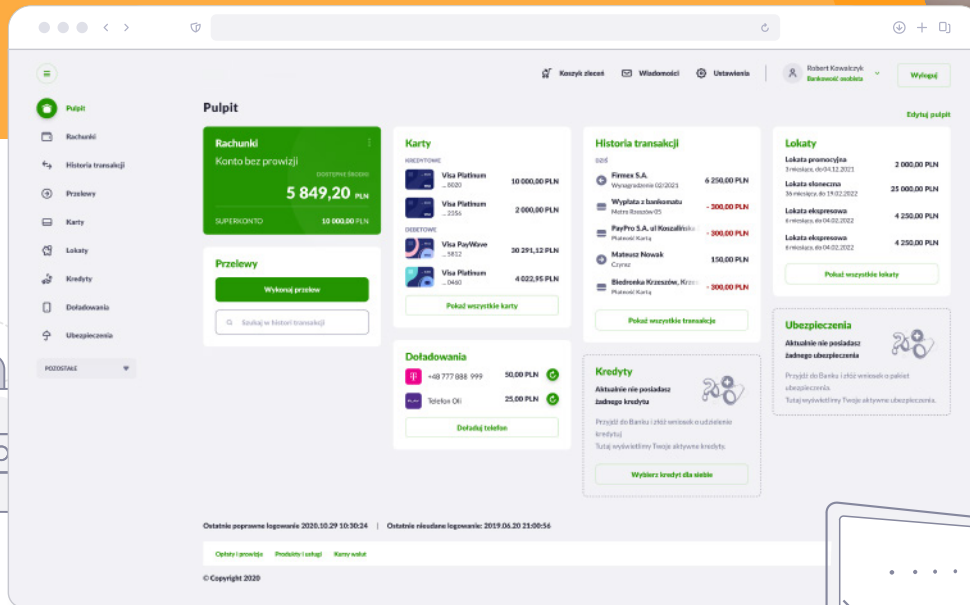 Koszyk zleceń
Wiadomości
Ustawienia
Robert Kowalczyk
Bankowość osobista
Wyloguj
Pulpit
Rachunki
Historia transakcji
Przelewy
Karty
Lokaty
Kredyty
Doładowania
Ubezpieczenia
POZOSTAŁE
Pulpit
Edytuj pulpit
Rachunki
Konto bez prowizji
DOSTĘPNE ŚRODKI
5 849,20 PLN
SUPERKONTO 10 000,00 PLN
Przelewy
Wykonaj przelew
Szukaj w histori transakcji
Karty
KREDYTOWE
Visa Platinum
... 0020
10 000,00 PLN
Visa Platinum
... 2356
2 000,00 PLN
DEBETOWE
Visa PayWave
... 5812
30 291,12 PLN
Visa Platinum
... 0460
4 022,95 PLN
Pokaż wszystkie karty
Doładowania
+48 777 888 999
50,00 PLN
PLAY
Telefon Oli
25,00 PLN
Doładuj telefon
Historia transakcji
DZIŚ
Firmex S.A.
Wynagrodzenie 02/2021
6 250,00 PLN
Wypłata z bankomatu
Metro Rzeszów 05
- 300,00 PLN
PayPro S.A. ul Koszalińska
Płatność Kartą
- 300,00 PLN
Mateusz Nowak
Czynsz
150,00 PLN
Biedronka Krzeszów, Krze
Płatność Kartą
- 300,00 PLN
Pokaż wszystkie transakcje
Kredyty
Aktualnie nie posiadasz
żadnego kredytu
Przyjdź do Banku i złóż wniosek o udzielenie
kredytu
Tutaj wyświetlimy Twoje aktywne kredyty.
Wybierz kredyt dla siebie
Lokaty
Lokata promocyjna
3 miesiące, do 04.12.2021
2 000,00 PLN
Lokata słoneczna
36 miesięcy, do 19.02.2022
25 000,00 PLN
Lokata ekspresowa
6 miesięcy, do 04.02.2022
4 250,00 PLN
Lokata ekspresowa
6 miesięcy, do 04.02.2022
4 250,00 PLN
Pokaż wszystkie lokaty
Ubezpieczenia
Aktualnie nie posiadasz
żadnego ubezpieczenia
Przyjdź do Banku i złóż wniosek o pakiet
ubezpieczenia.
Tutaj wyświetlimy Twoje aktywne ubezpieczenia.
Ostatnie poprawne logowanie 2020.10.29 10:30:24 | Ostatnie nieudane logowanie: 2019.06.20 21:00:56
Opłaty i prowizje Produkty i usługi Kursy walut
© Copyright 2020